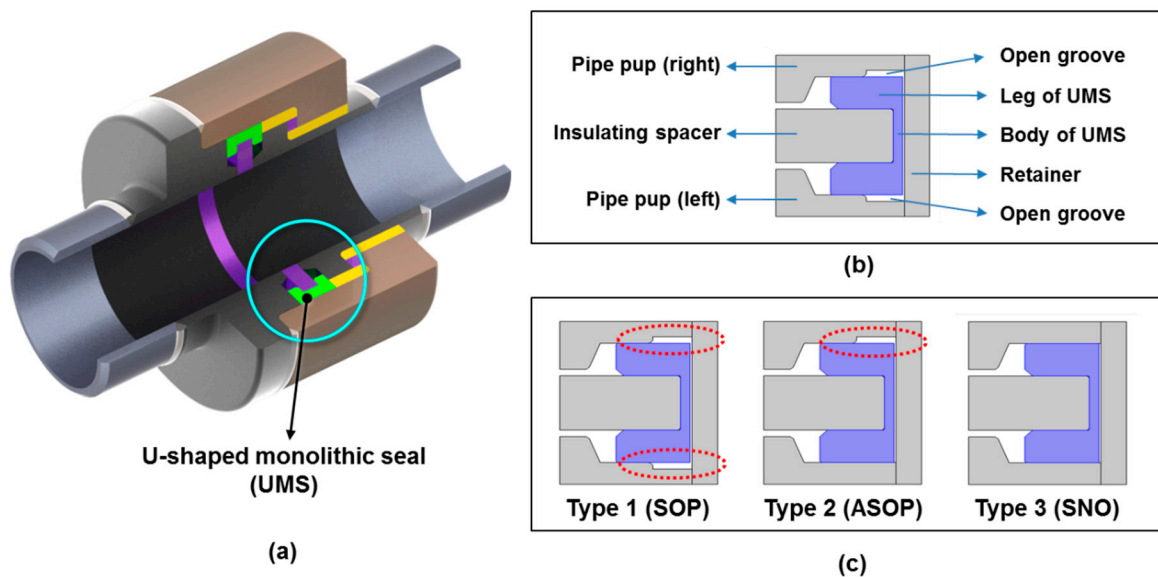 U-shaped monolithic seal
(UMS)
(a)
Pipe pup (right)
Insulating spacer
Pipe pup (left)
Open groove
Leg of UMS
Body of UMS
Retainer
Open groove
(b)
Type 1 (SOP)
Type 2 (ASOP)
Type 3 (SNO)
(c)